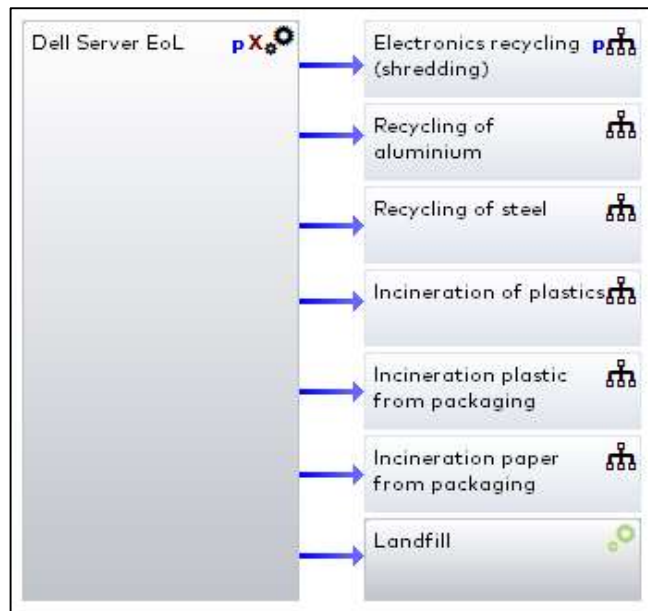 Dell Server EoL
p X
Electronics recycling p
(shredding)
Recycling of
aluminium
Recycling of steel
Incineration of plastics
Incineration plastic
from packaging
Incineration paper
from packaging
Landfill